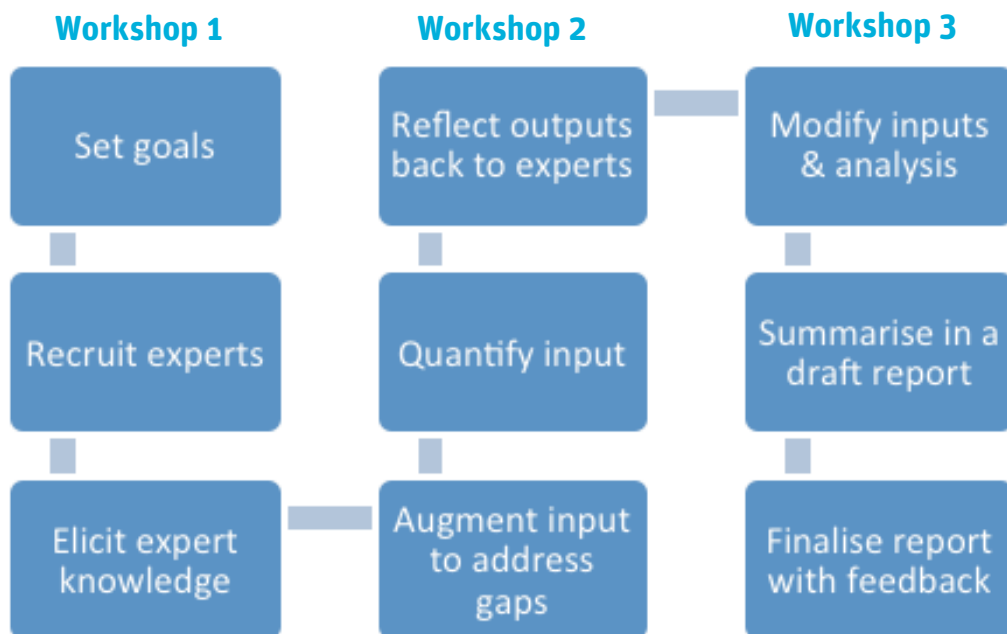 Workshop 1
Workshop 2
Workshop 3
Set goals
Recruit experts
Elicit expert
knowledge
Reflect outputs
back to experts
Quantify input
Augment input
to address
gaps
Modify inputs
& analysis
Summarise in a
draft report
Finalise report
with feedback